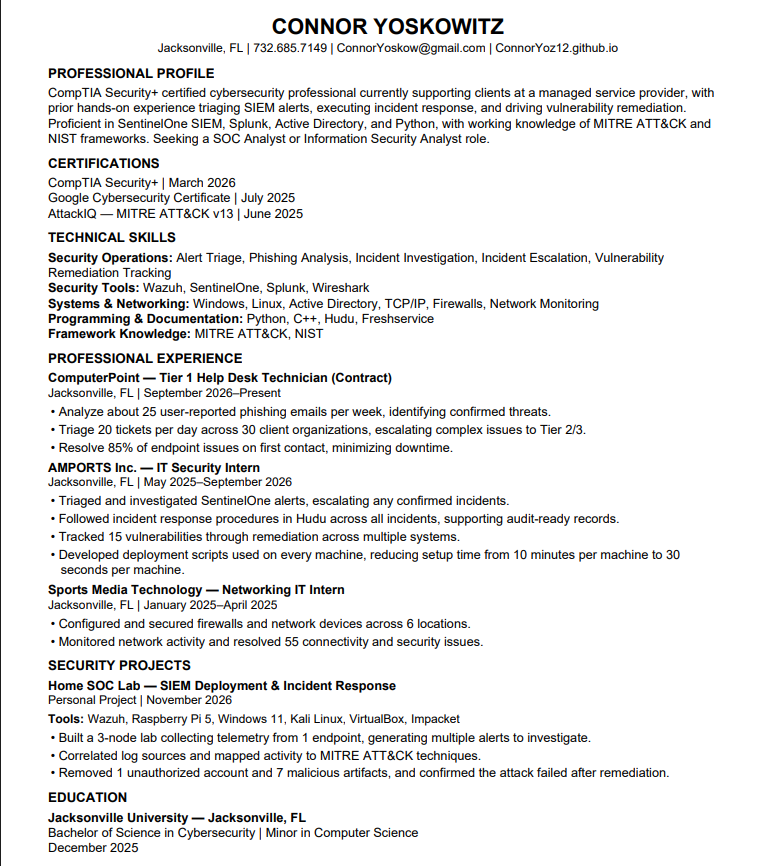 CONNOR YOSKOWITZ
Jacksonville, FL | 732.685.7149 | ConnorYoskow@gmail.com | ConnorYoz12.github.io
PROFESSIONAL PROFILE
CompTIA Security+ certified cybersecurity professional currently supporting clients at a managed service provider, with
prior hands-on experience triaging SIEM alerts, executing incident response, and driving vulnerability remediation.
Proficient in SentinelOne SIEM, Splunk, Active Directory, and Python, with working knowledge of MITRE ATT&CK and
NIST frameworks. Seeking a SOC Analyst or Information Security Analyst role.
CERTIFICATIONS
CompTIA Security+ | March 2026
Google Cybersecurity Certificate | July 2025
AttackIQ — MITRE ATT&CK v13 | June 2025
TECHNICAL SKILLS
Security Operations: Alert Triage, Phishing Analysis, Incident Investigation, Incident Escalation, Vulnerability
Remediation Tracking
Security Tools: Wazuh, SentinelOne, Splunk, Wireshark
Systems & Networking: Windows, Linux, Active Directory, TCP/IP, Firewalls, Network Monitoring
Programming & Documentation: Python, C++, Hudu, Freshservice
Framework Knowledge: MITRE ATT&CK, NIST
PROFESSIONAL EXPERIENCE
ComputerPoint — Tier 1 Help Desk Technician (Contract)
Jacksonville, FL | September 2026–Present
• Analyze about 25 user-reported phishing emails per week, identifying confirmed threats.
• Triage 20 tickets per day across 30 client organizations, escalating complex issues to Tier 2/3.
• Resolve 85% of endpoint issues on first contact, minimizing downtime.
AMPORTS Inc. — IT Security Intern
Jacksonville, FL | May 2025–September 2026
• Triaged and investigated SentinelOne alerts, escalating any confirmed incidents.
• Followed incident response procedures in Hudu across all incidents, supporting audit-ready records.
• Tracked 15 vulnerabilities through remediation across multiple systems.
• Developed deployment scripts used on every machine, reducing setup time from 10 minutes per machine to 30
seconds per machine.
Sports Media Technology — Networking IT Intern
Jacksonville, FL | January 2025–April 2025
• Configured and secured firewalls and network devices across 6 locations.
• Monitored network activity and resolved 55 connectivity and security issues.
SECURITY PROJECTS
Home SOC Lab — SIEM Deployment & Incident Response
Personal Project | November 2026
Tools: Wazuh, Raspberry Pi 5, Windows 11, Kali Linux, VirtualBox, Impacket
• Built a 3-node lab collecting telemetry from 1 endpoint, generating multiple alerts to investigate.
• Correlated log sources and mapped activity to MITRE ATT&CK techniques.
• Removed 1 unauthorized account and 7 malicious artifacts, and confirmed the attack failed after remediation.
EDUCATION
Jacksonville University — Jacksonville, FL
Bachelor of Science in Cybersecurity | Minor in Computer Science
December 2025